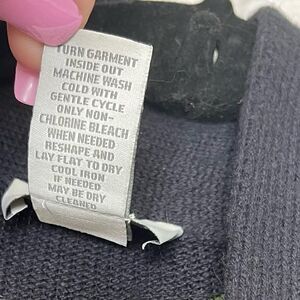 TURN GARMENT
INSIDE OUT
MACHINE WASH
COLD WITH
GENTLE CYCLE
ONLY NON-
CHLORINE BLEACH
WHEN NEEDED
RESHAPE AND
LAY FLAT TO DRY
COOL IRON
IF NEEDED
MAY BE DRY
CLEANED